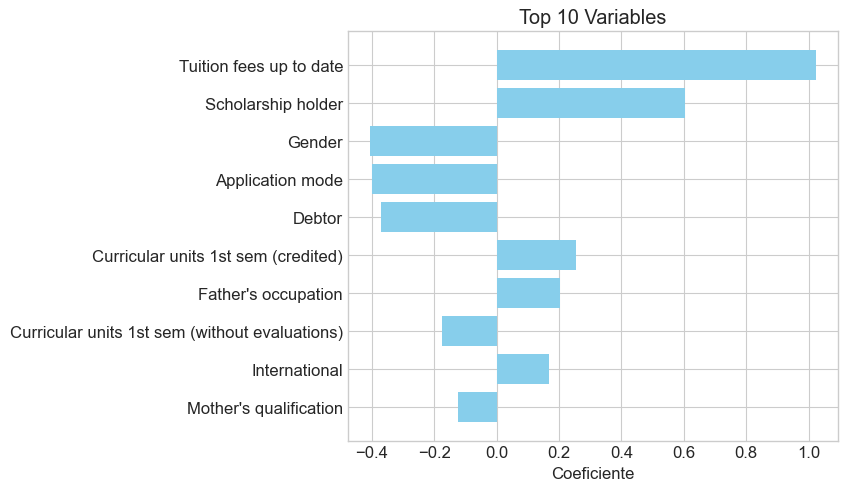 Top 10 Variables
Tuition fees up to date
Scholarship holder
Gender
Application mode
Debtor
Curricular units 1st sem (credited)
Father's occupation
Curricular units 1st sem (without evaluations)
International
Mother's qualification
−0.4 −0.2 0.0 0.2 0.4 0.6 0.8 1.0
Coeficiente